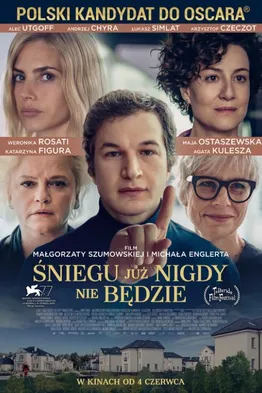 POLSKI KANDYDAT DO OSCARA®
ALEC UTGOFF ANDRZEJ CHYRA ŁUKASZ SIMLAT KRZYSZTOF CZECZOT
WERONIKA ROSATI
KATARZYNA FIGURA
MAJA OSTASZEWSKA
AGATA KULESZA
FILM
MAŁGORZATY SZUMOWSKIEJ I MICHAŁA ENGLERTA
ŚNIEGU JUŻ NIGDY
NIE BĘDZIE
77
W KINACH OD 4 CZERWCA